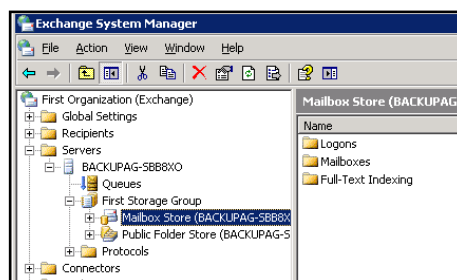 Exchange System Manager
File Action View Window Help
First Organization (Exchange)
Global Settings
Recipients
Servers
BACKUPAG-SBB8XO
Queues
First Storage Group
Mailbox Store (BACKUPAG-SBB8X
Public Folder Store (BACKUPAG-S
Protocols
Connectors
Mailbox Store (BACKUPAG
Name
Logons
Mailboxes
Full-Text Indexing